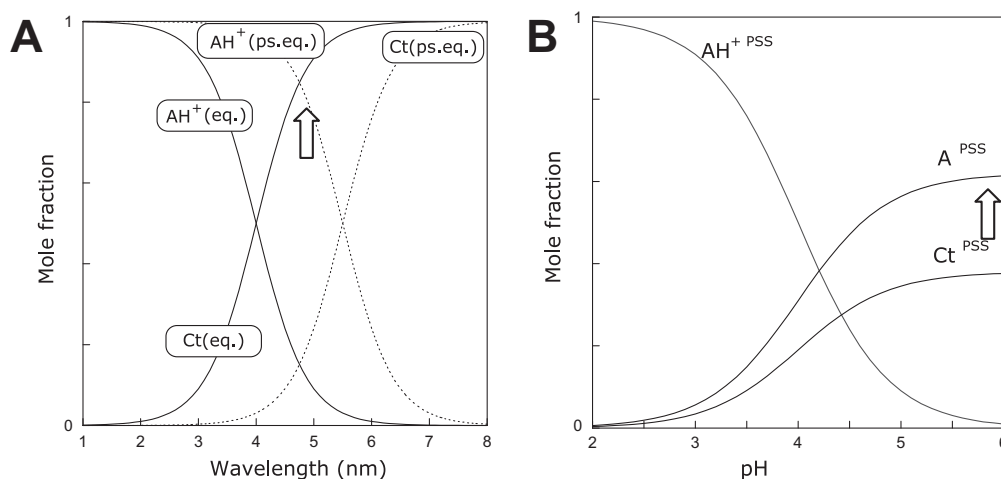 A
B
1
AH+ (ps.eq.)
Ct(ps.eq.)
AH+ (eq.)
Ct(eq.)
Mole fraction
0
1 2 3 4 5 6 7 8
Wavelength (nm)
1
AH+ PSS
A PSS
Ct PSS
Mole fraction
0
2 3 4 5 6
pH